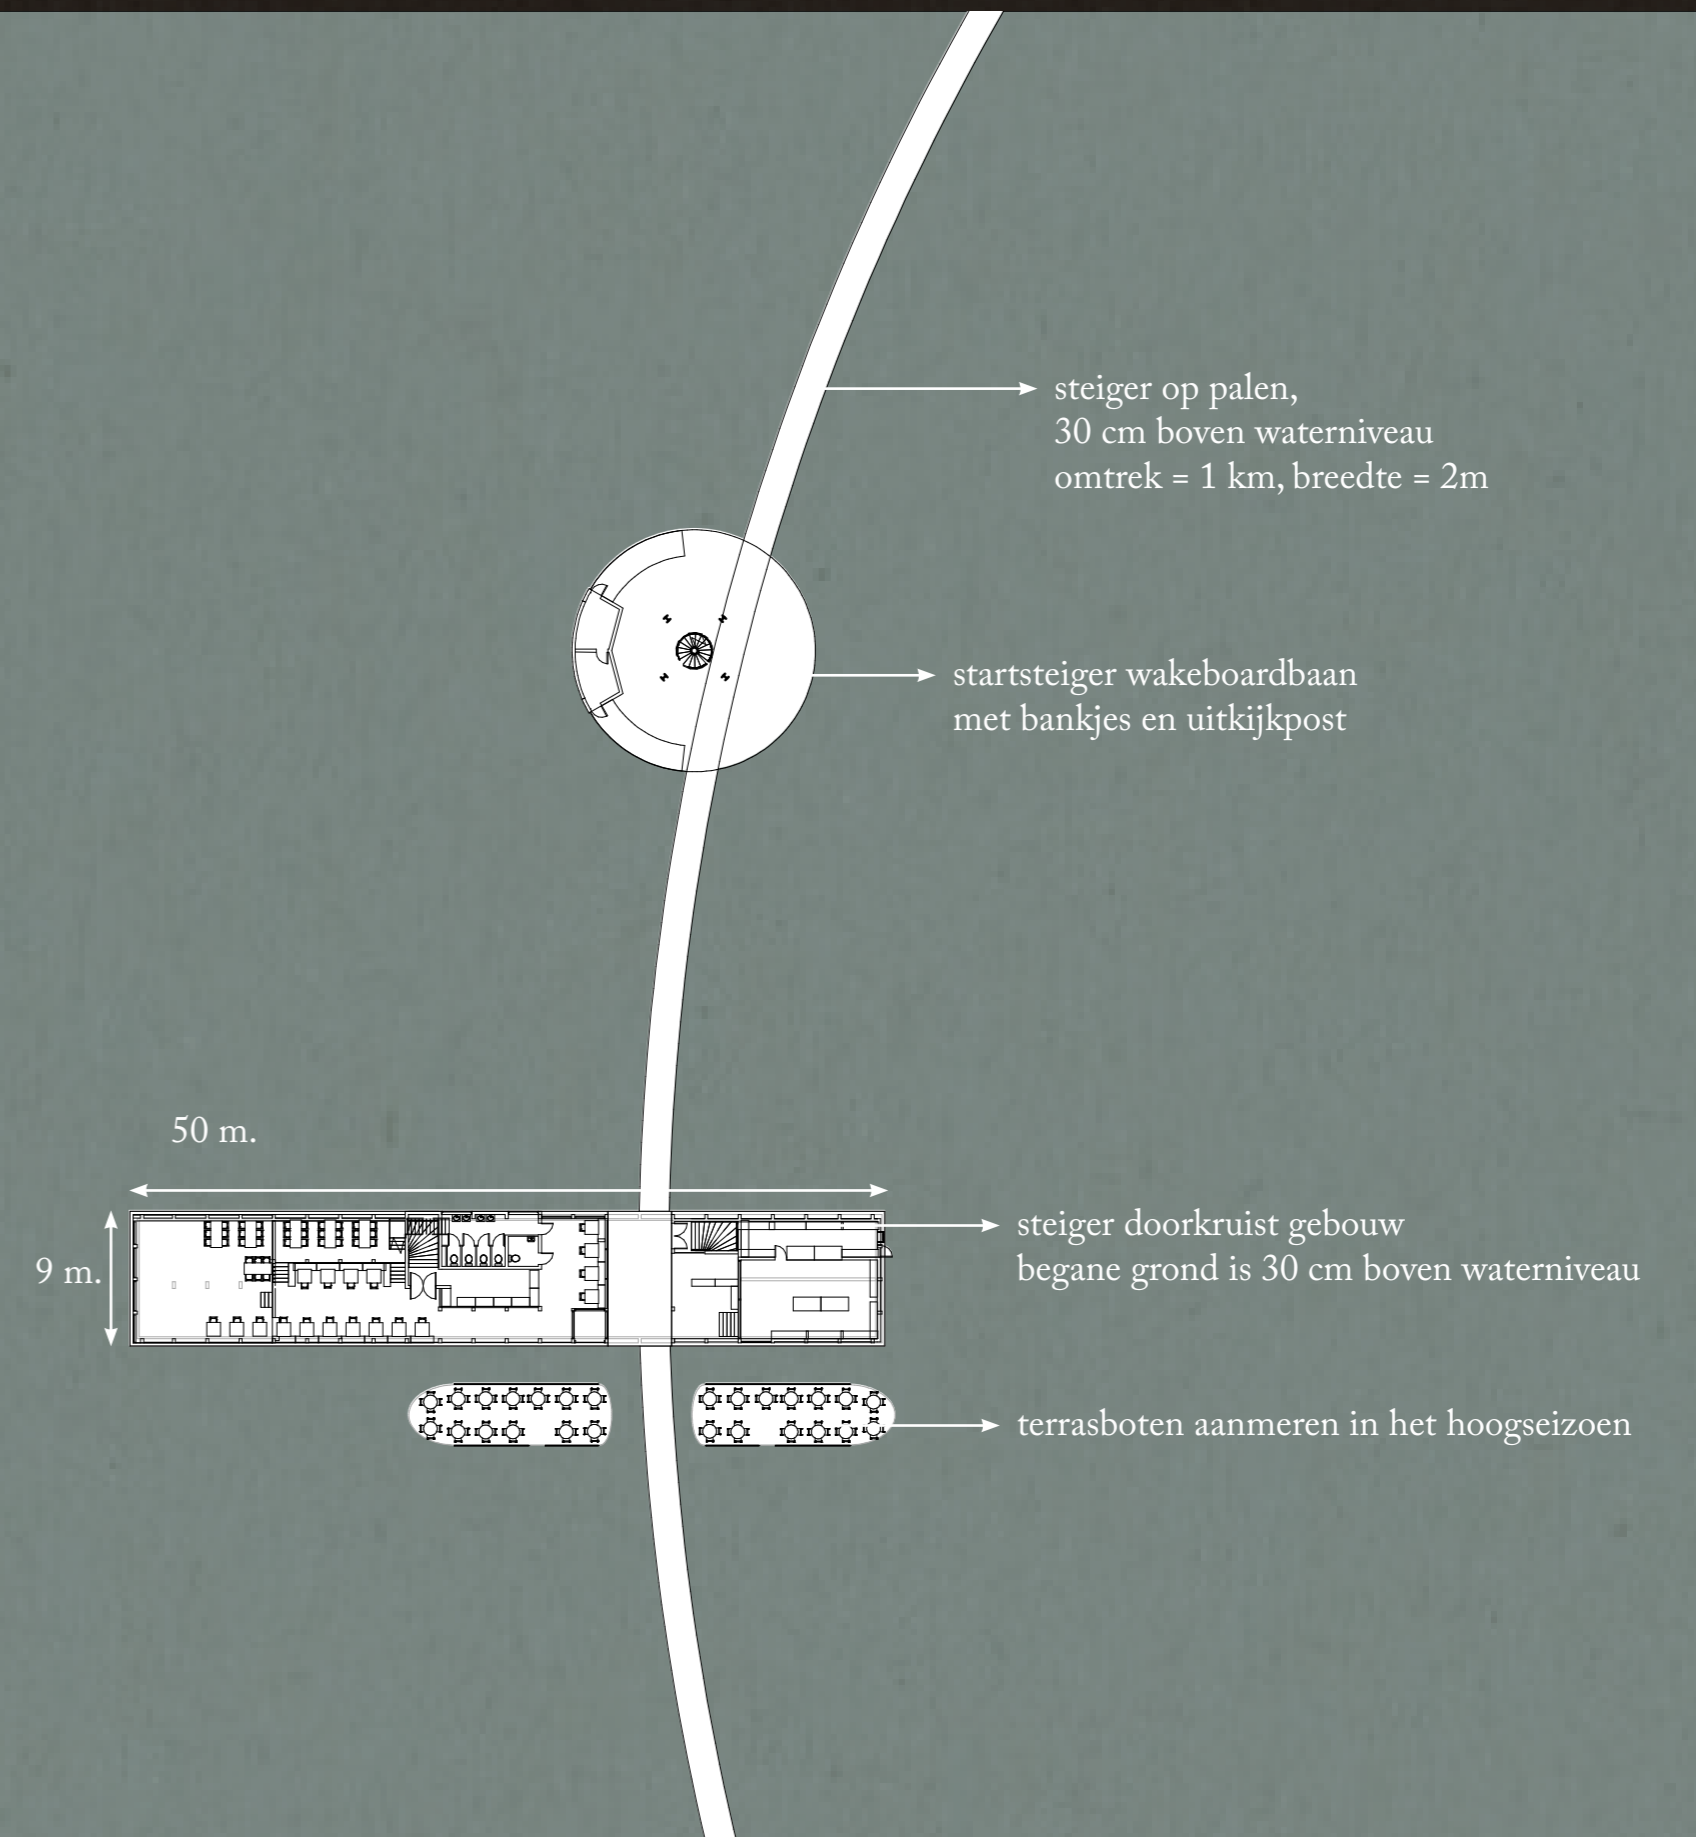 steiger op palen,
30 cm boven waterniveau
omtrek = 1 km, breedte = 2m
startsteiger wakeboardbaan
met bankjes en uitkijkpost
50 m.
9 m.
steiger doorkruist gebouw
begane grond is 30 cm boven waterniveau
terrasboten aanmeren in het hoogseizoen